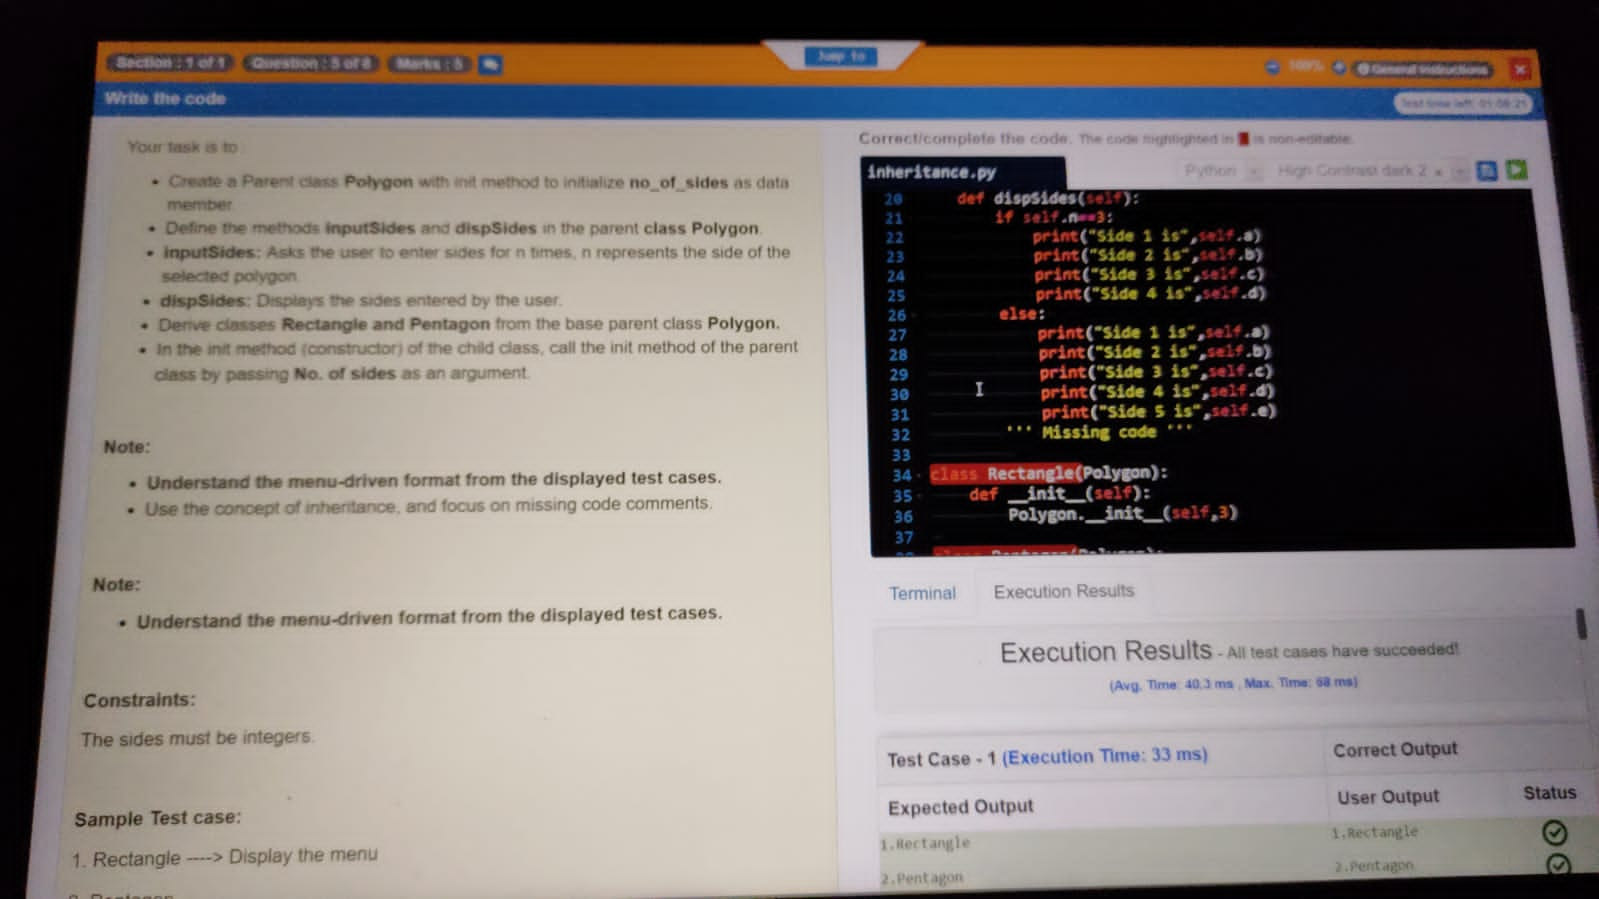 Section : 1 of 1
Question : 5 of 8
Marks : 5
Jump to
100%
General Instructions
Write the code
Test time left: 01:08:21
Your task is to
• Create a Parent class Polygon with init method to initialize no_of_sides as data
member.
• Define the methods inputSides and dispSides in the parent class Polygon.
• inputSides: Asks the user to enter sides for n times, n represents the side of the
selected polygon.
• dispSides: Displays the sides entered by the user.
• Derive classes Rectangle and Pentagon from the base parent class Polygon.
• In the init method (constructor) of the child class, call the init method of the parent
class by passing No. of sides as an argument.
Note:
• Understand the menu-driven format from the displayed test cases.
• Use the concept of inheritance, and focus on missing code comments.
Note:
• Understand the menu-driven format from the displayed test cases.
Constraints:
The sides must be integers.
Sample Test case:
1. Rectangle ----> Display the menu
2. Pentagon
Correct/complete the code. The code highlighted in is non-editable.
inheritance.py
Python
High Contrast dark 2
20 def dispSides(self):
21 if self.n==3:
22 print("Side 1 is",self.a)
23 print("Side 2 is",self.b)
24 print("Side 3 is",self.c)
25 print("Side 4 is",self.d)
26 else:
27 print("Side 1 is",self.a)
28 print("Side 2 is",self.b)
29 print("Side 3 is",self.c)
30 print("Side 4 is",self.d)
31 print("Side 5 is",self.e)
32 ''' Missing code '''
33
34 class Rectangle(Polygon):
35 def __init__(self):
36 Polygon.__init__(self,3)
37
class Pentagon(Polygon):
Terminal
Execution Results
Execution Results - All test cases have succeeded!
(Avg. Time: 40.3 ms , Max. Time: 68 ms)
Test Case - 1 (Execution Time: 33 ms)
Correct Output
Expected Output
User Output
Status
1.Rectangle
1.Rectangle
2.Pentagon
2.Pentagon